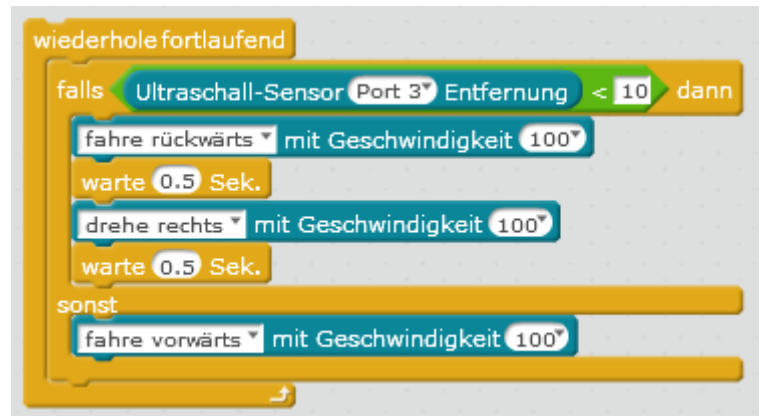 wiederhole fortlaufend
falls Ultraschall-Sensor Port 3 Entfernung < 10 dann
fahre rückwärts mit Geschwindigkeit 100
warte 0.5 Sek.
drehe rechts mit Geschwindigkeit 100
warte 0.5 Sek.
sonst
fahre vorwärts mit Geschwindigkeit 100